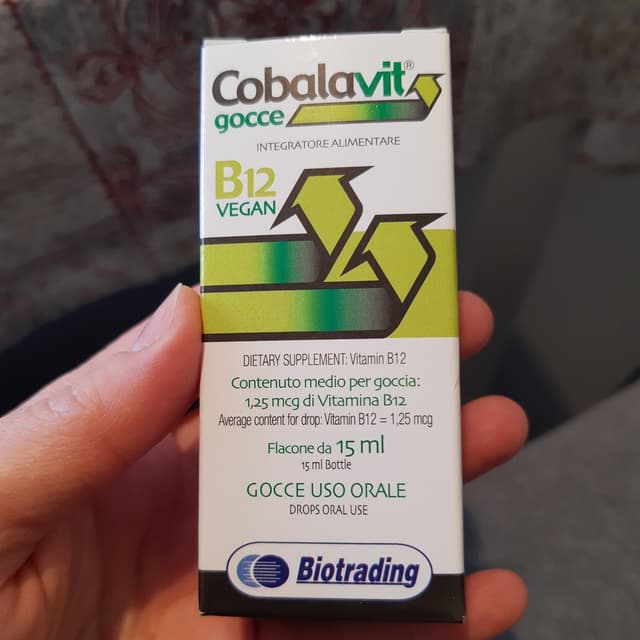 Cobalavit®
gocce
INTEGRATORE ALIMENTARE
B12
VEGAN
DIETARY SUPPLEMENT: Vitamin B12
Contenuto medio per goccia:
1,25 mcg di Vitamina B12
Average content for drop: Vitamin B12 = 1,25 mcg
Flacone da 15 ml
15 ml Bottle
GOCCE USO ORALE
DROPS ORAL USE
Biotrading